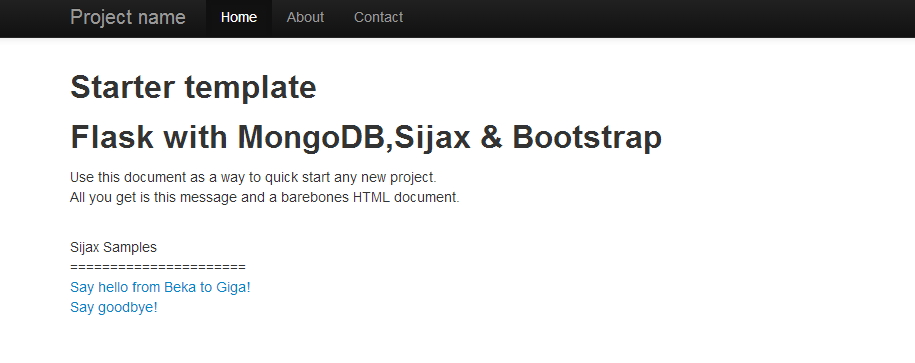 Project name Home About Contact
Starter template
Flask with MongoDB,Sijax & Bootstrap
Use this document as a way to quick start any new project.
All you get is this message and a barebones HTML document.
Sijax Samples
======================
Say hello from Beka to Giga!
Say goodbye!